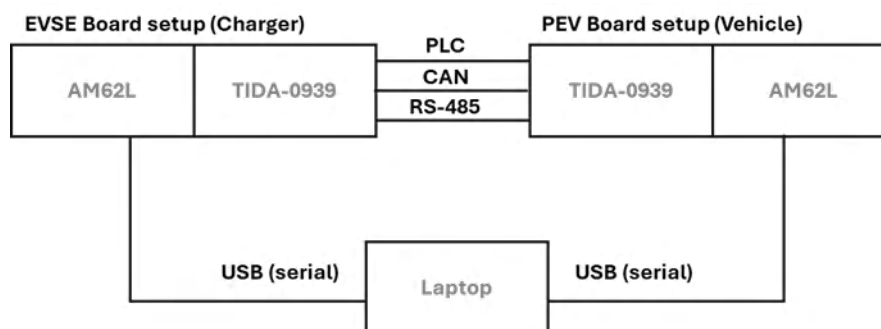 EVSE Board setup (Charger)
PEV Board setup (Vehicle)
AM62L
TIDA-0939
PLC
CAN
RS-485
TIDA-0939
AM62L
USB (serial)
Laptop
USB (serial)